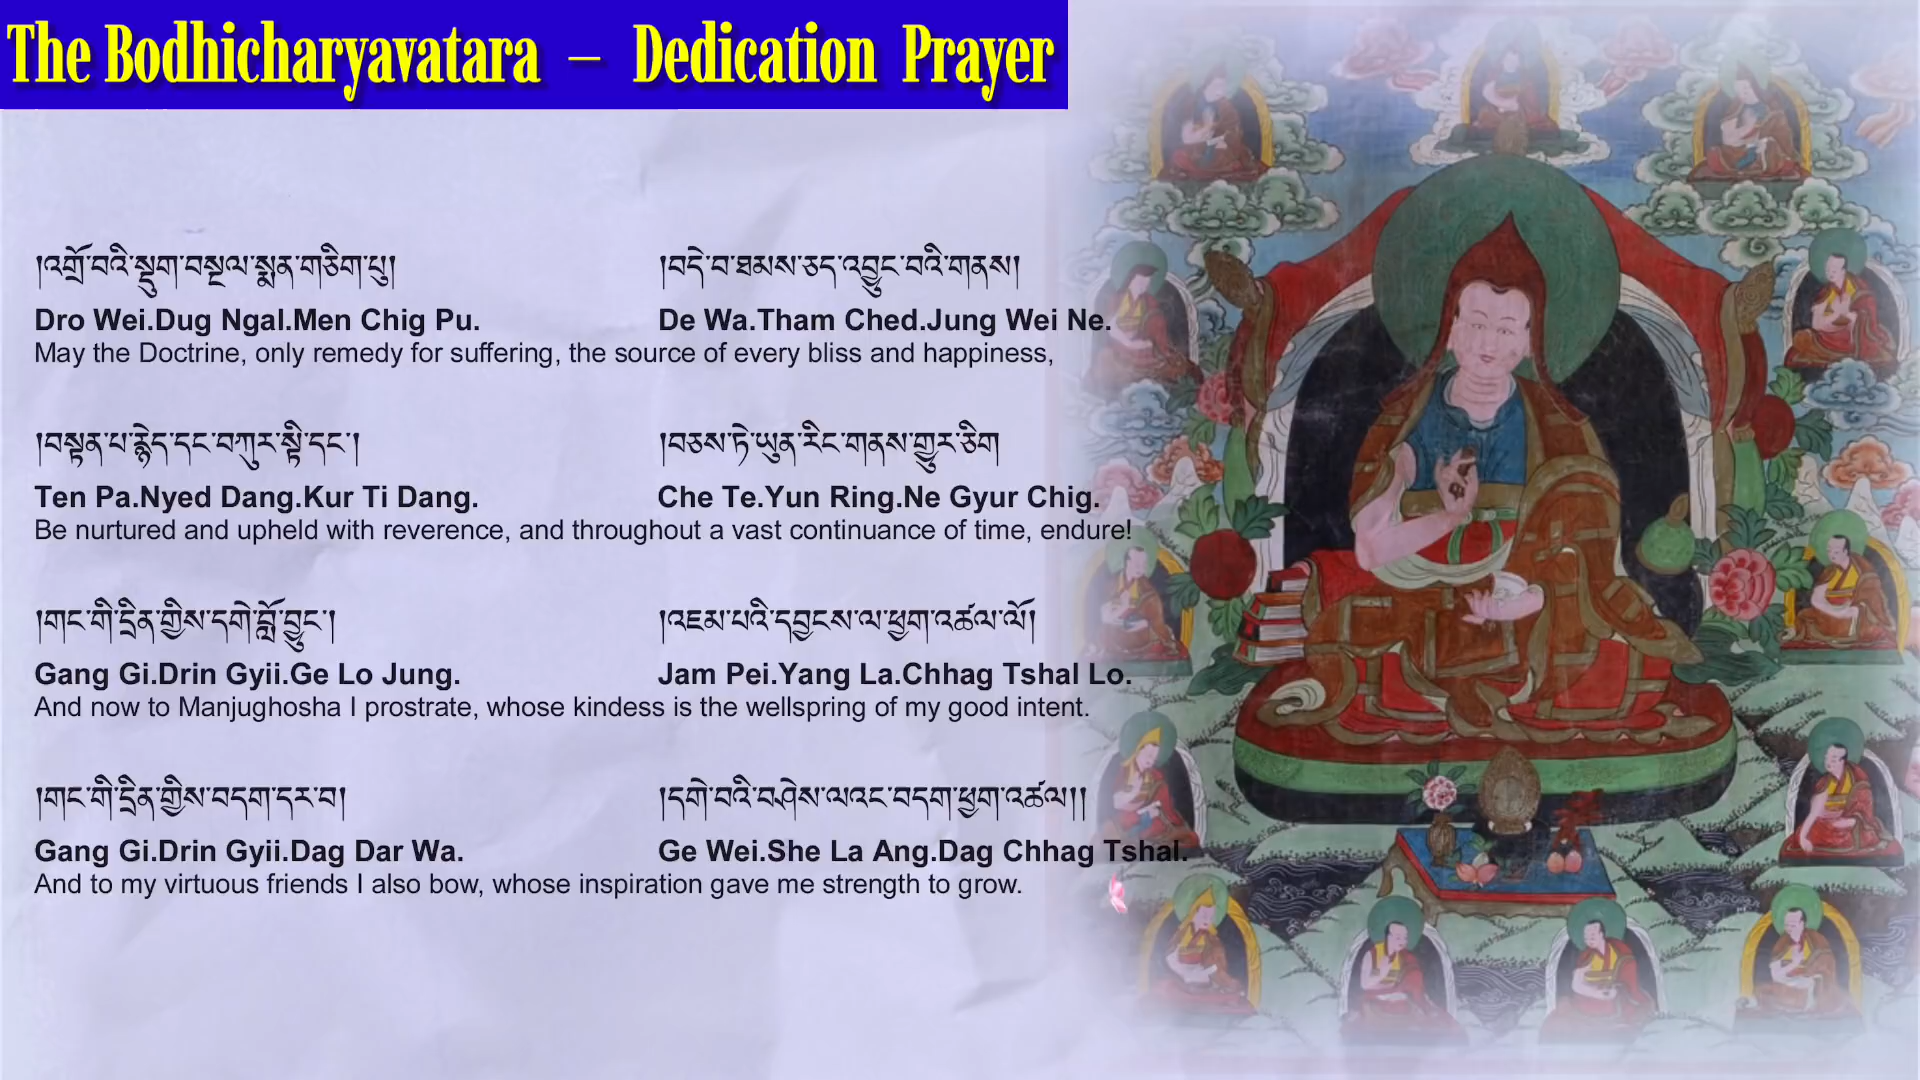 The Bodhicharyavatara – Dedication Prayer
།འགྲོ་བའི་སྡུག་བསྔལ་སྨན་གཅིག་པུ། །བདེ་བ་ཐམས་ཅད་འབྱུང་བའི་གནས།
Dro Wei.Dug Ngal.Men Chig Pu. De Wa.Tham Ched.Jung Wei Ne.
May the Doctrine, only remedy for suffering, the source of every bliss and happiness,
།བསྟན་པ་རྙེད་དང་བཀུར་སྟི་དང་། །བཅས་ཏེ་ཡུན་རིང་གནས་གྱུར་ཅིག
Ten Pa.Nyed Dang.Kur Ti Dang. Che Te.Yun Ring.Ne Gyur Chig.
Be nurtured and upheld with reverence, and throughout a vast continuance of time, endure!
།གང་གི་དྲིན་གྱིས་དགེ་བློ་བྱུང་། །འཇམ་པའི་དབྱངས་ལ་ཕྱག་འཚལ་ལོ།
Gang Gi.Drin Gyii.Ge Lo Jung. Jam Pei.Yang La.Chhag Tshal Lo.
And now to Manjughosha I prostrate, whose kindess is the wellspring of my good intent.
།གང་གི་དྲིན་གྱིས་བདག་དར་བ། །དགེ་བའི་བཤེས་ལའང་བདག་ཕྱག་འཚལ།།
Gang Gi.Drin Gyii.Dag Dar Wa. Ge Wei.She La Ang.Dag Chhag Tshal.
And to my virtuous friends I also bow, whose inspiration gave me strength to grow.